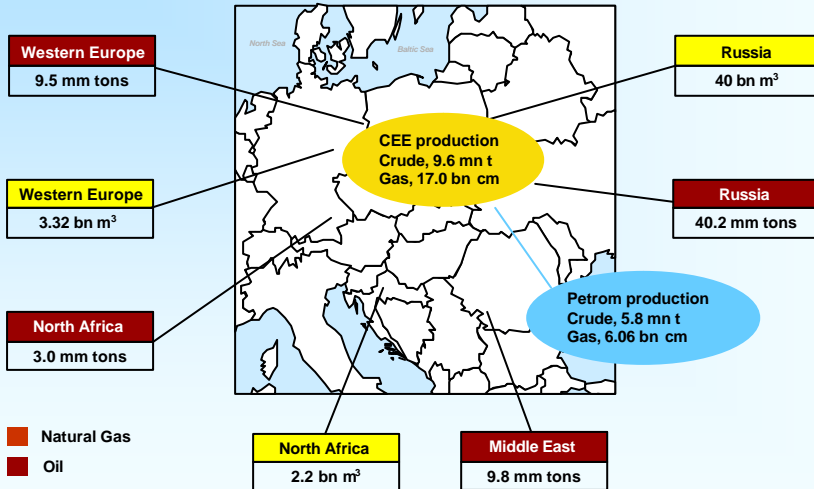 North Sea
Baltic Sea
Western Europe
9.5 mm tons
Russia
40 bn m³
CEE production
Crude, 9.6 mn t
Gas, 17.0 bn cm
Western Europe
3.32 bn m³
Russia
40.2 mm tons
Petrom production
Crude, 5.8 mn t
Gas, 6.06 bn cm
North Africa
3.0 mm tons
Natural Gas
Oil
North Africa
2.2 bn m³
Middle East
9.8 mm tons